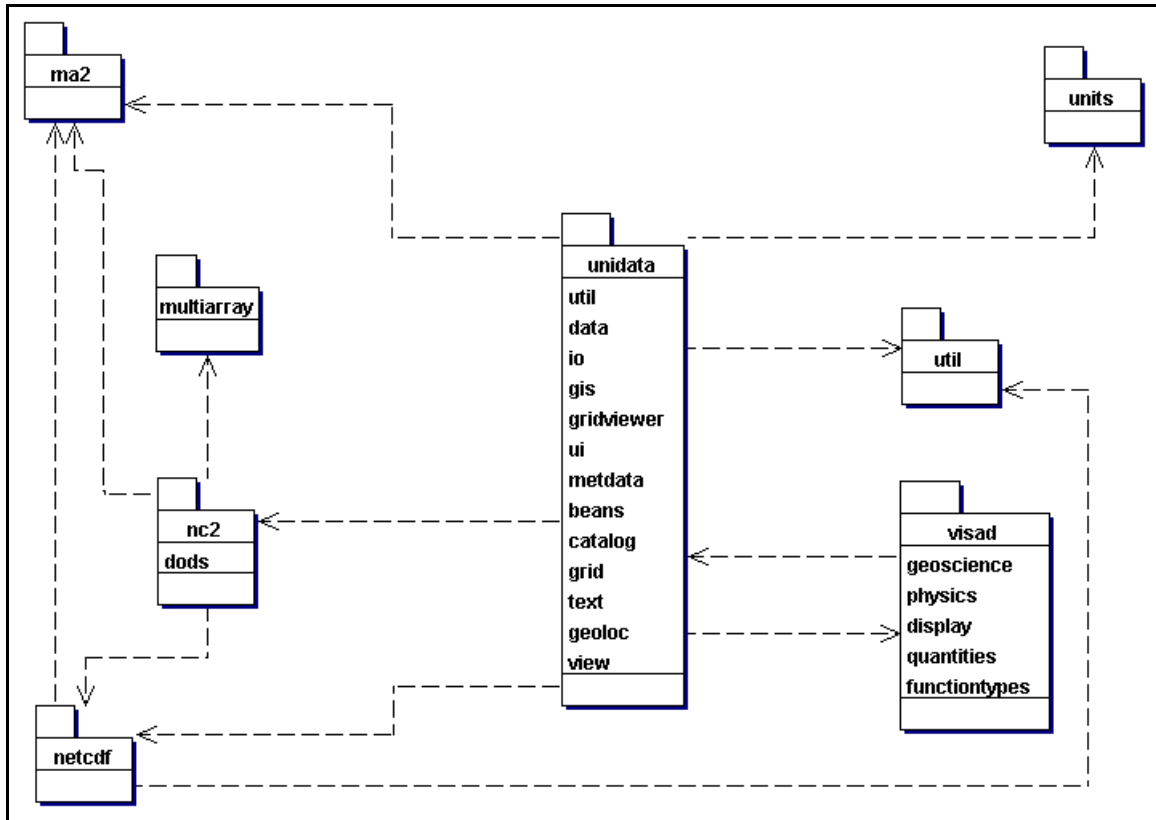 ma2
units
unidata
util
data
io
gis
gridviewer
ui
metdata
beans
catalog
grid
text
geoloc
view
multiarray
util
nc2
dods
visad
geoscience
physics
display
quantities
functiontypes
netcdf